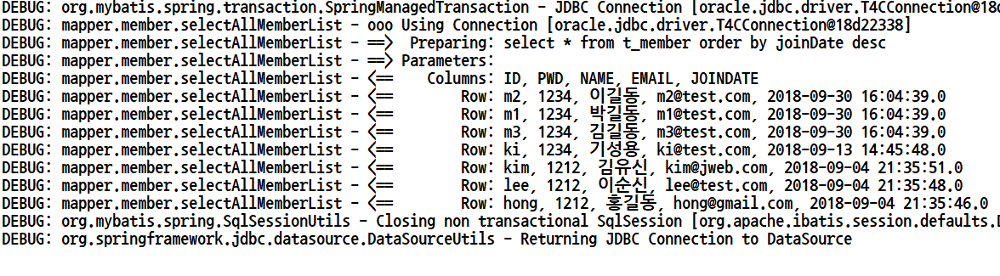 DEBUG: org.mybatis.spring.transaction.SpringManagedTransaction - JDBC Connection [oracle.jdbc.driver.T4CConnection@18d
DEBUG: mapper.member.selectAllMemberList - ooo Using Connection [oracle.jdbc.driver.T4CConnection@18d22338]
DEBUG: mapper.member.selectAllMemberList - ==> Preparing: select * from t_member order by joinDate desc
DEBUG: mapper.member.selectAllMemberList - ==> Parameters:
DEBUG: mapper.member.selectAllMemberList - <== Columns: ID, PWD, NAME, EMAIL, JOINDATE
DEBUG: mapper.member.selectAllMemberList - <== Row: m2, 1234, 이길동, m2@test.com, 2018-09-30 16:04:39.0
DEBUG: mapper.member.selectAllMemberList - <== Row: m1, 1234, 박길동, m1@test.com, 2018-09-30 16:04:39.0
DEBUG: mapper.member.selectAllMemberList - <== Row: m3, 1234, 김길동, m3@test.com, 2018-09-30 16:04:39.0
DEBUG: mapper.member.selectAllMemberList - <== Row: ki, 1234, 기성용, ki@test.com, 2018-09-13 14:45:48.0
DEBUG: mapper.member.selectAllMemberList - <== Row: kim, 1212, 김유신, kim@jweb.com, 2018-09-04 21:35:51.0
DEBUG: mapper.member.selectAllMemberList - <== Row: lee, 1212, 이순신, lee@test.com, 2018-09-04 21:35:48.0
DEBUG: mapper.member.selectAllMemberList - <== Row: hong, 1212, 홍길동, hong@gmail.com, 2018-09-04 21:35:46.0
DEBUG: org.mybatis.spring.SqlSessionUtils - Closing non transactional SqlSession [org.apache.ibatis.session.defaults.D
DEBUG: org.springframework.jdbc.datasource.DataSourceUtils - Returning JDBC Connection to DataSource